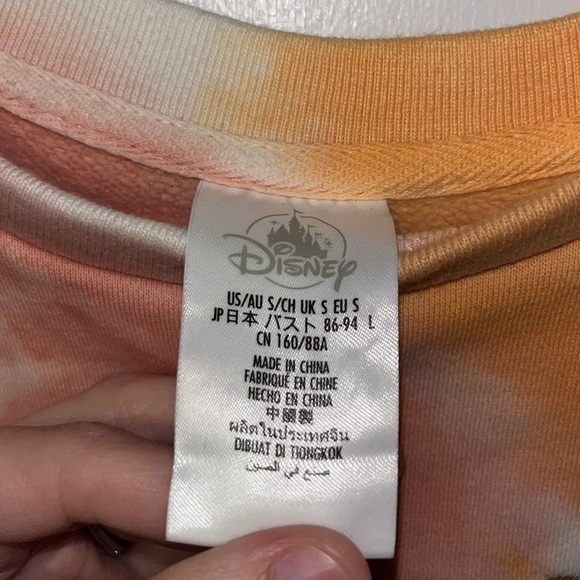 Disney
US/AU S/CH UK S EU S
JP日本 バスト 86-94 L
CN 160/88A
MADE IN CHINA
FABRIQUÉ EN CHINE
HECHO EN CHINA
中國製
ผลิตในประเทศจีน
DIBUAT DI TIONGKOK
صنع في الصين